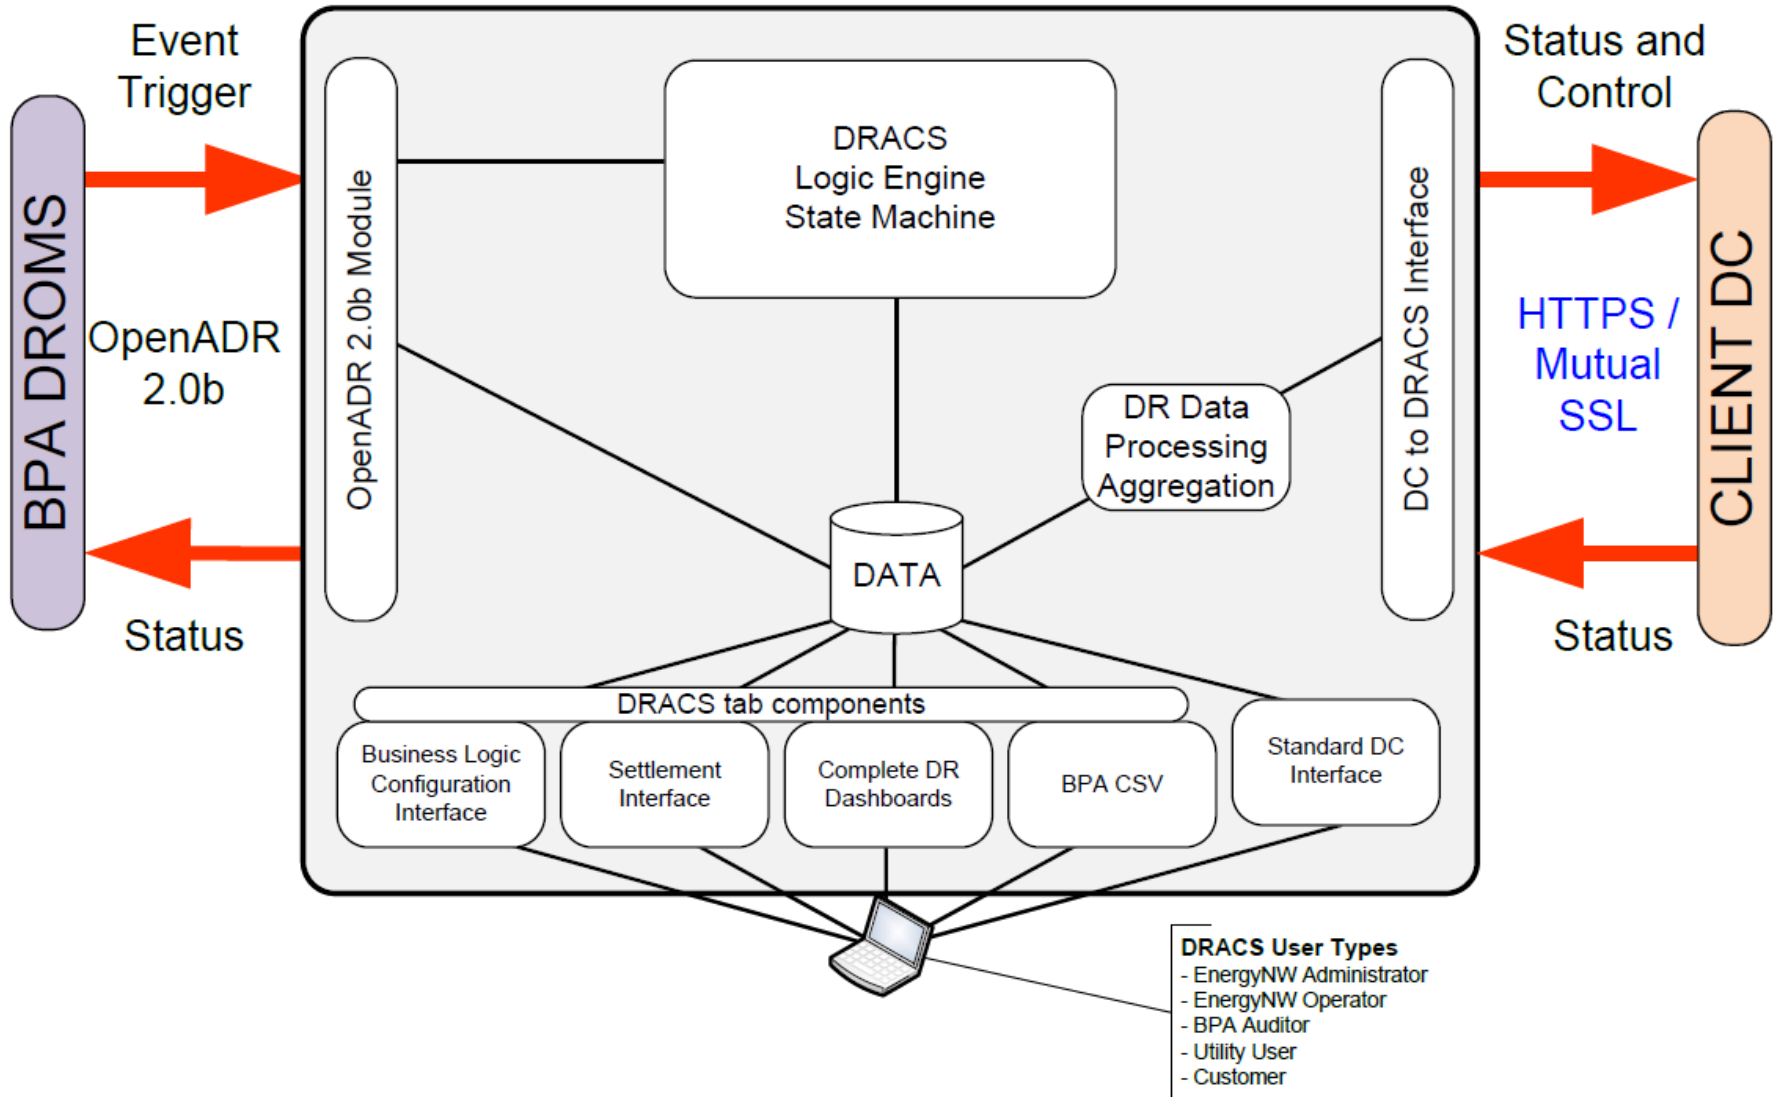 Event
Trigger
BPA DROMS
OpenADR
2.0b
Status
OpenADR 2.0b Module
DRACS
Logic Engine
State Machine
DR Data
Processing
Aggregation
DATA
DC to DRACS Interface
Status and
Control
HTTPS /
Mutual
SSL
Status
CLIENT DC
DRACS tab components
Business Logic
Configuration
Interface
Settlement
Interface
Complete DR
Dashboards
BPA CSV
Standard DC
Interface
DRACS User Types
- EnergyNW Administrator
- EnergyNW Operator
- BPA Auditor
- Utility User
- Customer